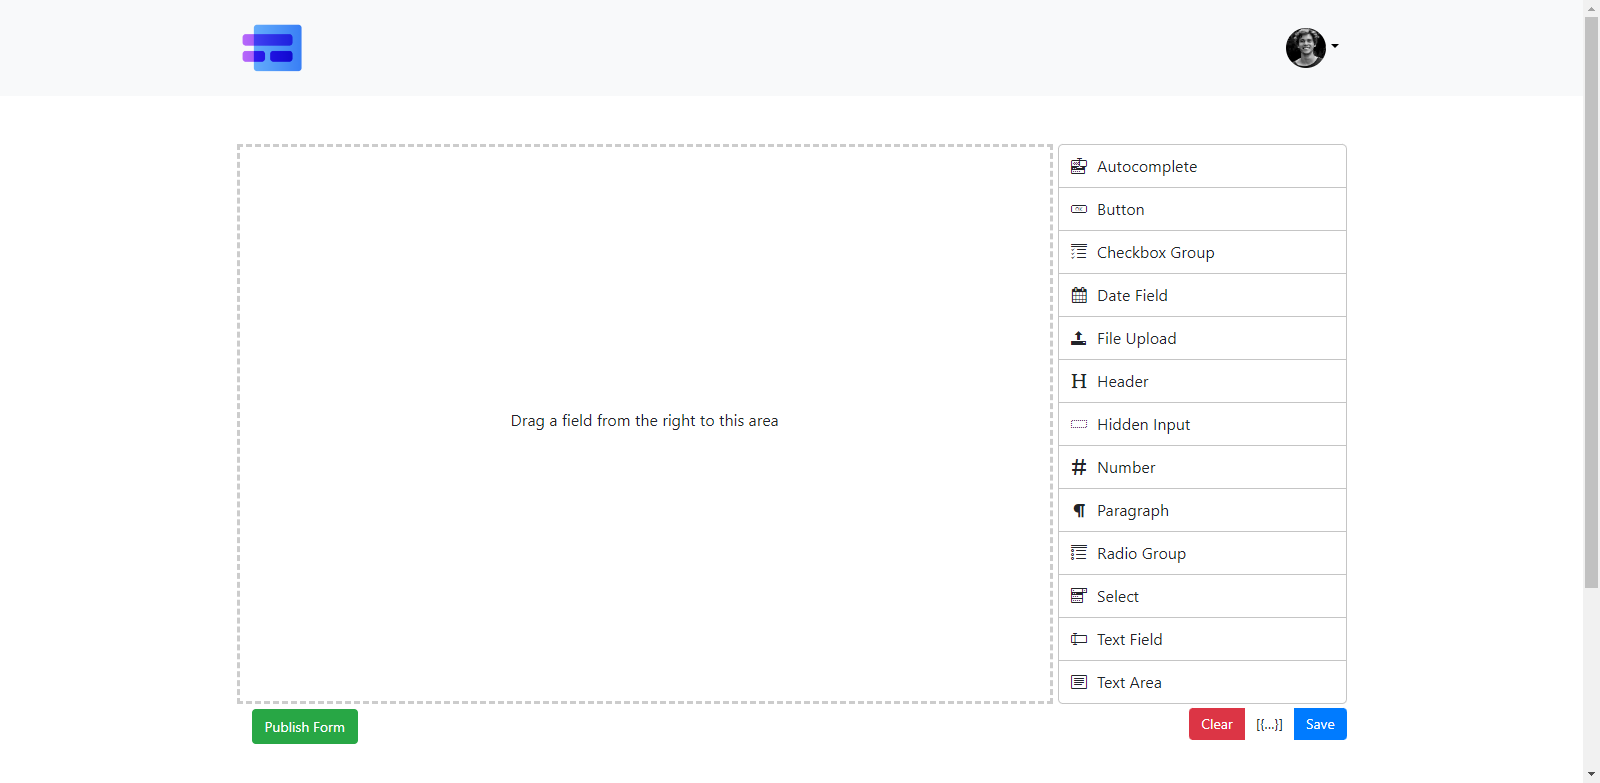 Drag a field from the right to this area
Autocomplete
Button
Checkbox Group
Date Field
File Upload
Header
Hidden Input
Number
Paragraph
Radio Group
Select
Text Field
Text Area
Publish Form
Clear
[{...}]
Save